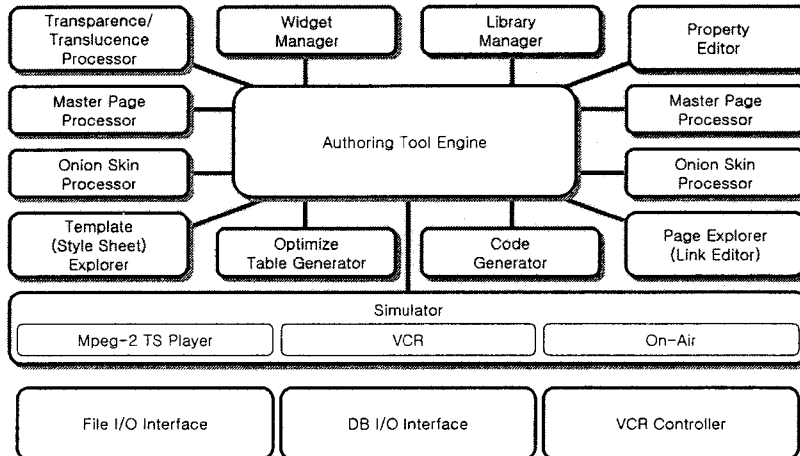 Transparence/
Translucence
Processor
Widget
Manager
Library
Manager
Property
Editor
Master Page
Processor
Authoring Tool Engine
Master Page
Processor
Onion Skin
Processor
Onion Skin
Processor
Template
(Style Sheet)
Explorer
Optimize
Table Generator
Code
Generator
Page Explorer
(Link Editor)
Simulator
Mpeg-2 TS Player
VCR
On-Air
File I/O Interface
DB I/O Interface
VCR Controller